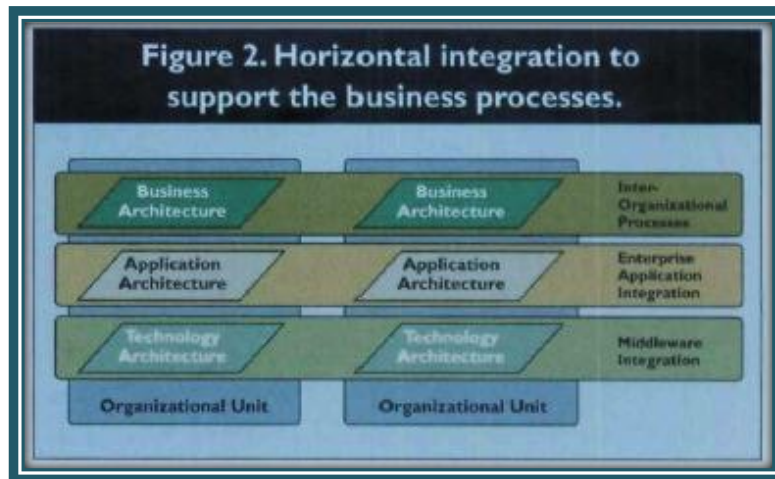 Figure 2. Horizontal integration to
support the business processes.
Business
Architecture
Business
Architecture
Inter-
Organizational
Processes
Application
Architecture
Application
Architecture
Enterprise
Application
Integration
Technology
Architecture
Technology
Architecture
Middleware
Integration
Organizational Unit
Organizational Unit